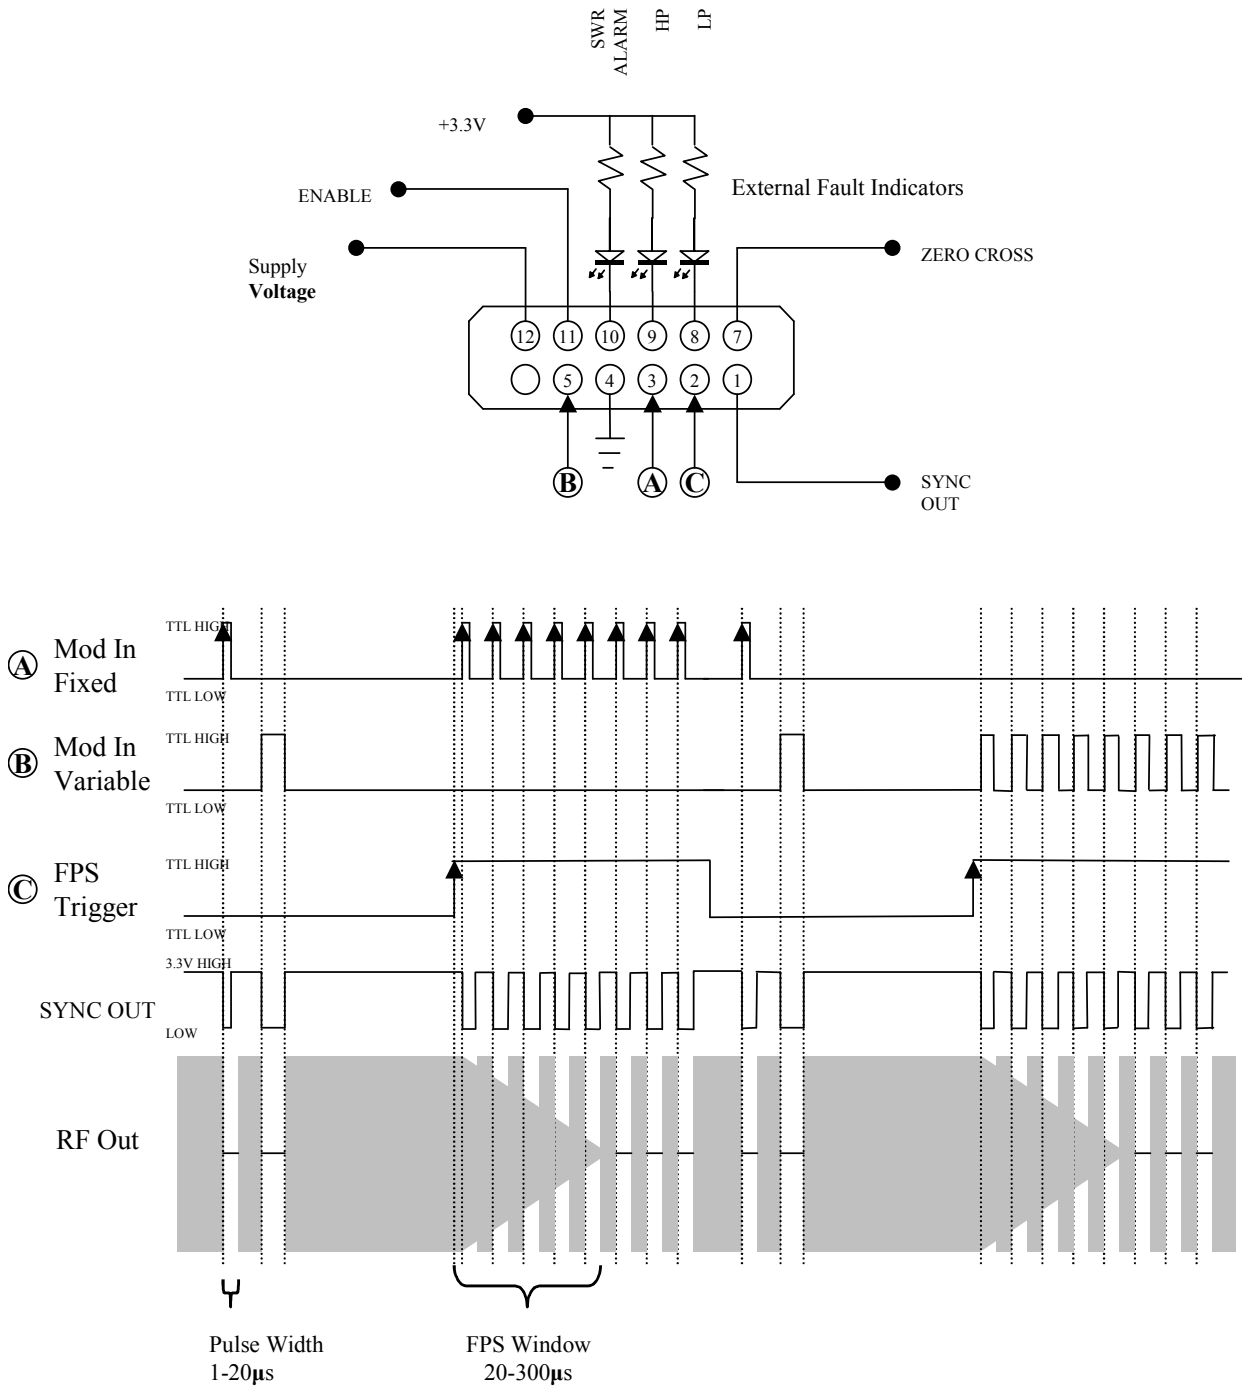 SWR
ALARM
HP
LP
+3.3V
ENABLE
External Fault Indicators
Supply
Voltage
ZERO CROSS
12 11 10 9 8 7
5 4 3 2 1
B A C
SYNC
OUT
A Mod In
Fixed
TTL HIGH
TTL LOW
B Mod In
Variable
TTL HIGH
TTL LOW
C FPS
Trigger
TTL HIGH
TTL LOW
3.3V HIGH
SYNC OUT
LOW
RF Out
Pulse Width
1-20µs
FPS Window
20-300µs